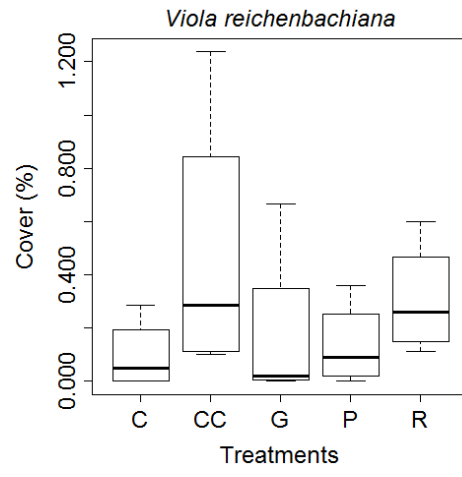 Viola reichenbachiana
Cover (%)
1.200
0.800
0.400
0.000
C CC G P R
Treatments